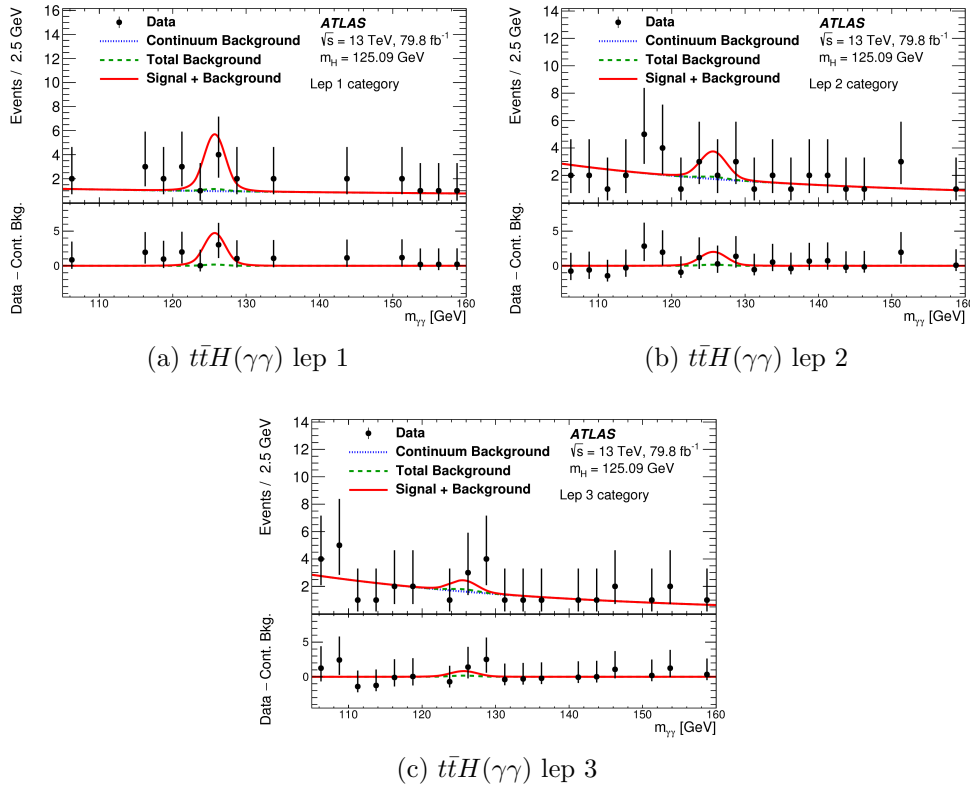 Events / 2.5 GeV
16
14
12
10
8
6
4
2
Data
Continuum Background
Total Background
Signal + Background
ATLAS
√s = 13 TeV, 79.8 fb⁻¹
m_H = 125.09 GeV
Lep 1 category
Data − Cont. Bkg.
5
0
110 120 130 140 150 160
m_γγ [GeV]
(a) tt̄H(γγ) lep 1
Events / 2.5 GeV
14
12
10
8
6
4
2
Data
Continuum Background
Total Background
Signal + Background
ATLAS
√s = 13 TeV, 79.8 fb⁻¹
m_H = 125.09 GeV
Lep 2 category
Data − Cont. Bkg.
5
0
110 120 130 140 150 160
m_γγ [GeV]
(b) tt̄H(γγ) lep 2
Events / 2.5 GeV
14
12
10
8
6
4
2
Data
Continuum Background
Total Background
Signal + Background
ATLAS
√s = 13 TeV, 79.8 fb⁻¹
m_H = 125.09 GeV
Lep 3 category
Data − Cont. Bkg.
5
0
110 120 130 140 150 160
m_γγ [GeV]
(c) tt̄H(γγ) lep 3